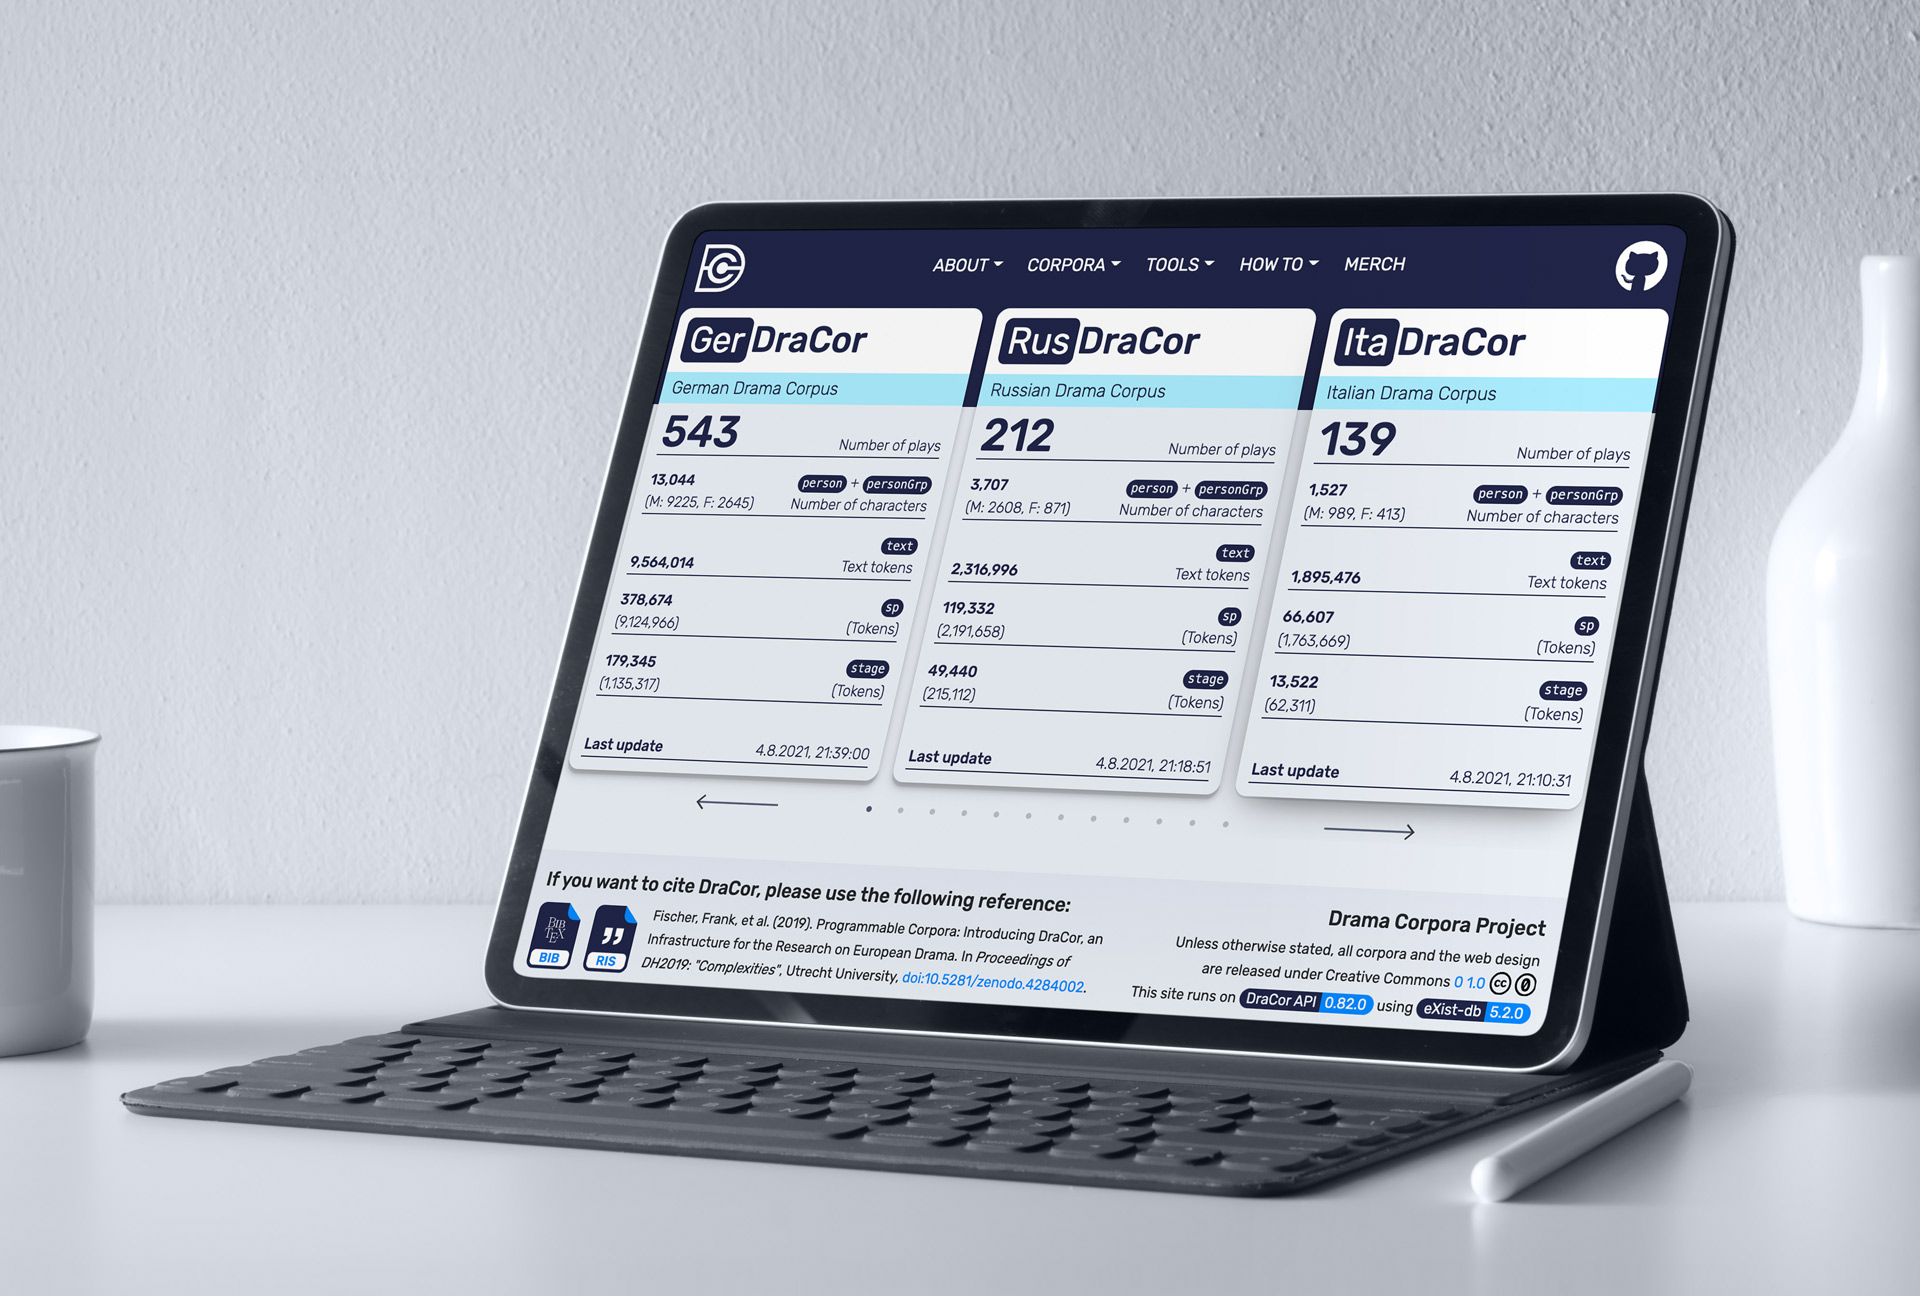 ABOUT CORPORA TOOLS HOW TO MERCH
GerDraCor
German Drama Corpus
543 Number of plays
13,044 person + personGrp
(M: 9225, F: 2645) Number of characters
text
9,564,014 Text tokens
378,674 sp
(9,124,966) (Tokens)
179,345 stage
(1,135,317) (Tokens)
Last update 4.8.2021, 21:39:00
RusDraCor
Russian Drama Corpus
212 Number of plays
3,707 person + personGrp
(M: 2608, F: 871) Number of characters
text
2,316,996 Text tokens
119,332 sp
(2,191,658) (Tokens)
49,440 stage
(215,112) (Tokens)
Last update 4.8.2021, 21:18:51
ItaDraCor
Italian Drama Corpus
139 Number of plays
1,527 person + personGrp
(M: 989, F: 413) Number of characters
text
1,895,476 Text tokens
66,607 sp
(1,763,669) (Tokens)
13,522 stage
(62,311) (Tokens)
Last update 4.8.2021, 21:10:31
If you want to cite DraCor, please use the following reference:
BIBTEX
BIB
RIS
Fischer, Frank, et al. (2019). Programmable Corpora: Introducing DraCor, an
Infrastructure for the Research on European Drama. In Proceedings of
DH2019: "Complexities", Utrecht University, doi:10.5281/zenodo.4284002.
Drama Corpora Project
Unless otherwise stated, all corpora and the web design
are released under Creative Commons 0 1.0 cc 0
This site runs on DraCor API 0.82.0 using eXist-db 5.2.0